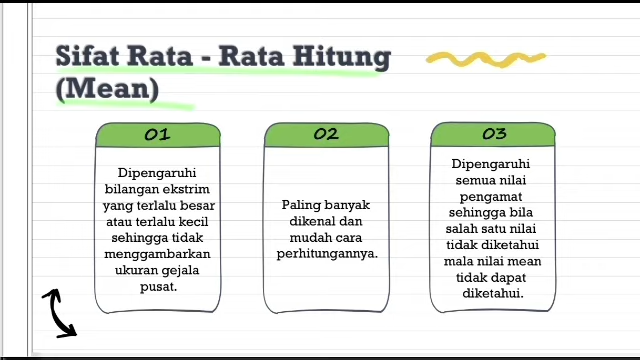 Sifat Rata - Rata Hitung
(Mean)
01
Dipengaruhi
bilangan ekstrim
yang terlalu besar
atau terlalu kecil
sehingga tidak
menggambarkan
ukuran gejala
pusat.
02
Paling banyak
dikenal dan
mudah cara
perhitungannya.
03
Dipengaruhi
semua nilai
pengamat
sehingga bila
salah satu nilai
tidak diketahui
mala nilai mean
tidak dapat
diketahui.